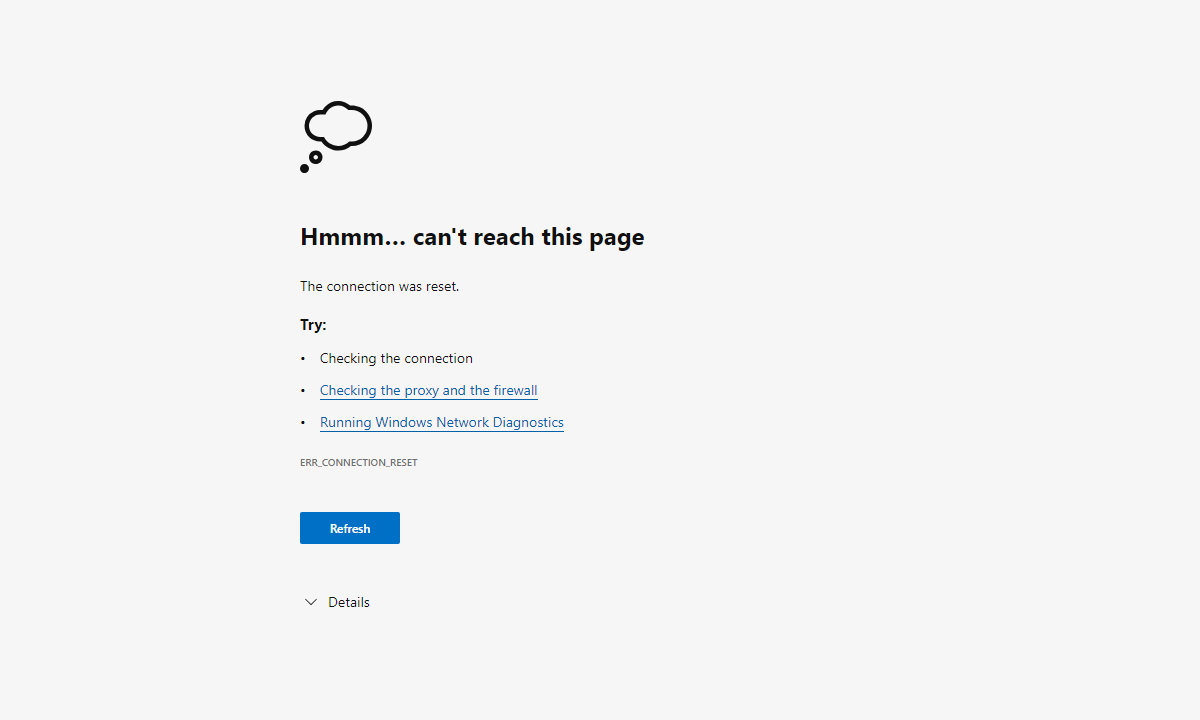 Hmmm... can't reach this page
The connection was reset.
Try:
• Checking the connection
• Checking the proxy and the firewall
• Running Windows Network Diagnostics
ERR_CONNECTION_RESET
Refresh
Details